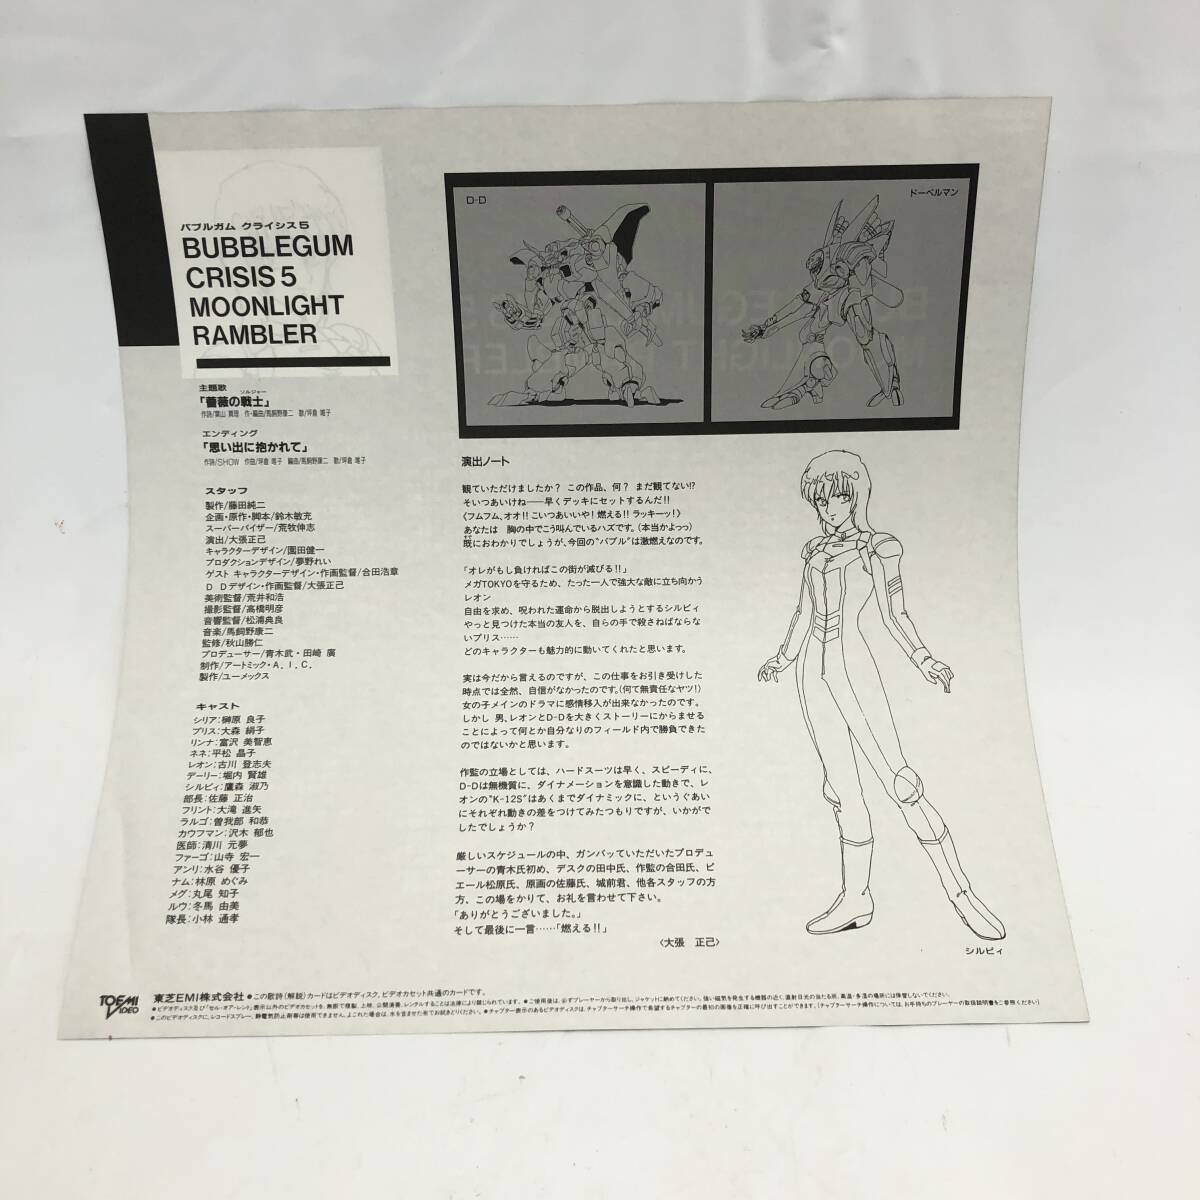 バブルガム クライシス5
BUBBLEGUM
CRISIS 5
MOONLIGHT
RAMBLER
主題歌
ソルジャー
「薔薇の戦士」
エンディング
「思い出に抱かれて」
スタッフ
製作/藤田純二
企画・原作・脚本/鈴木敏充
スーパーバイザー/荒牧伸志
演出/大張正己
キャラクターデザイン/園田健一
プロダクションデザイン/夢野れい
ゲスト キャラクターデザイン・作画監督/合田浩章
D Dデザイン・作画監督/大張正己
美術監督/荒井和浩
撮影監督/高橋明彦
音響監督/松浦典良
音楽/馬飼野康二
監修/秋山勝仁
プロデューサー/青木武・田崎 廣
制作/アートミック・A.I.C.
製作/ユーメックス
キャスト
シリア:榊原 良子
プリス:大森 絹子
リンナ:富沢 美智恵
ネネ:平松 晶子
レオン:古川 登志夫
デーリー:堀内 賢雄
シルビィ:鷹森 淑乃
部長:佐藤 正治
フリント:大滝 進矢
ラルゴ:曽我部 和恭
カウフマン:沢木 郁也
医師:清川 元夢
ファーゴ:山寺 宏一
アンリ:水谷 優子
ナム:林原 めぐみ
メグ:丸尾 知子
ルウ:冬馬 由美
隊長:小林 通孝
D-D
ドーベルマン
演出ノート
観ていただけましたか? この作品、何? まだ観てない!?
そいつあいけね――早くデッキにセットするんだ!!
《フムフム、オオ!! こいつあいいや! 燃える!! ラッキーッ!》
あなたは 胸の中でこう叫んでいるハズです。(本当かよっつ)
既におわかりでしょうが、今回の“バブル”は激燃えなのです。
「オレがもし負ければこの街が滅びる!!」
メガTOKYOを守るため、たった一人で強大な敵に立ち向かう
レオン
自由を求め、呪われた運命から脱出しようとするシルビィ
やっと見つけた本当の友人を、自らの手で殺さねばならな
いプリス……
どのキャラクターも魅力的に動いてくれたと思います。
実は今だから言えるのですが、この仕事をお引き受けした
時点では全然、自信がなかったのです。(何て無責任なヤツ!)
女の子メインのドラマに感情移入が出来なかったのです。
しかし 男、レオンとD-Dを大きくストーリーにからませる
ことによって何とか自分なりのフィールド内で勝負できた
のではないかと思います。
作監の立場としては、ハードスーツは早く、スピーディに、
D-Dは無機質に、ダイナメーションを意識した動きで、レ
オンの“K-12S”はあくまでダイナミックに、というぐあい
にそれぞれ動きの差をつけてみたつもりですが、いかがで
したでしょうか?
厳しいスケジュールの中、ガンバッていただいたプロデュ
ーサーの青木氏初め、デスクの田中氏、作監の合田氏、ピ
エール松原氏、原画の佐藤氏、城前君、他各スタッフの方
方、この場をかりて、お礼を言わせて下さい。
「ありがとうございました。」
そして最後に一言……「燃える!!」
〈大張 正己〉
シルビィ
TOEMI
VIDEO
東芝EMI株式会社 ●この歌詩(解説)カードはビデオディスク、ビデオカセット共通のカードです。